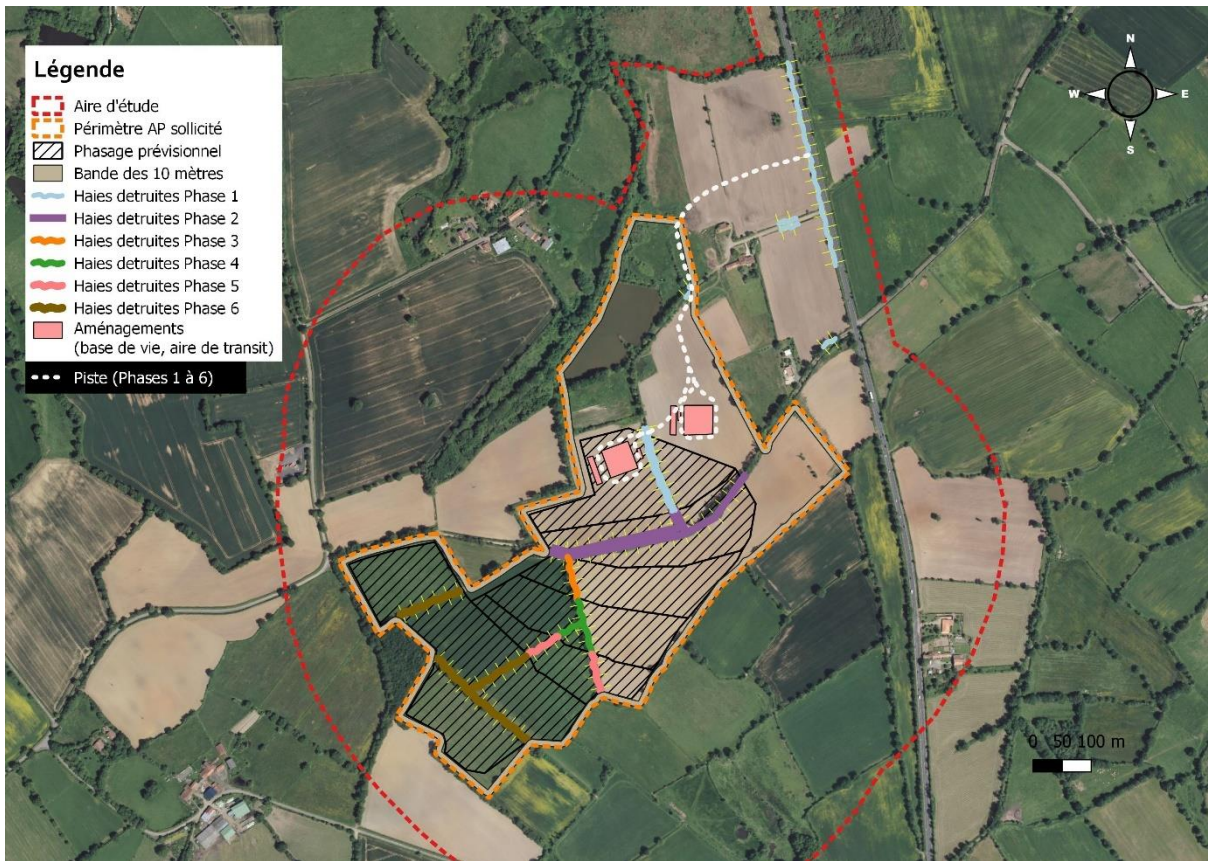 Légende
Aire d'étude
Périmètre AP sollicité
Phasage prévisionnel
Bande des 10 mètres
Haies detruites Phase 1
Haies detruites Phase 2
Haies detruites Phase 3
Haies detruites Phase 4
Haies detruites Phase 5
Haies detruites Phase 6
Aménagements
(base de vie, aire de transit)
Piste (Phases 1 à 6)
N
W E
S
0 50 100 m